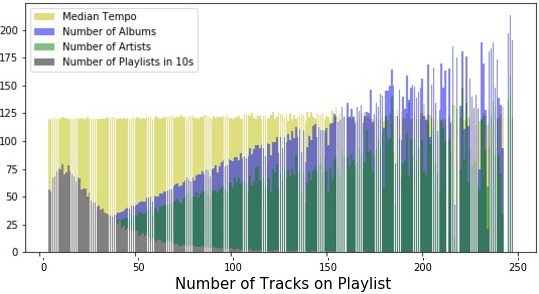 Median Tempo
Number of Albums
Number of Artists
Number of Playlists in 10s
200
175
150
125
100
75
50
25
0
0 50 100 150 200 250
Number of Tracks on Playlist